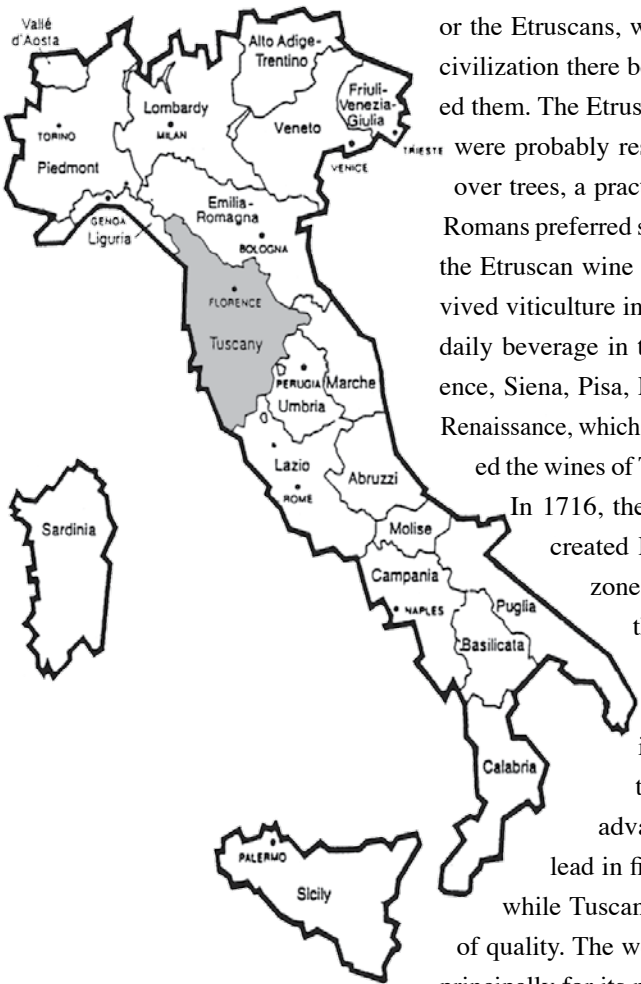 Vallé
d'Aosta
Alto Adige-
Trentino
Friuli-
Venezia-
Giulia
Lombardy
MILAN
Veneto
TORINO
TRIESTE
VENICE
Piedmont
Emilia-
Romagna
GENOA
Liguria
BOLOGNA
FLORENCE
Tuscany
PERUGIA
Marche
Umbria
Lazio
Abruzzi
ROME
Sardinia
Molise
Campania
NAPLES
Puglia
Basilicata
Calabria
PALERMO
Sicily
or the Etruscans, w
civilization there b
ed them. The Etrus
were probably res
over trees, a pract
Romans preferred s
the Etruscan wine
vived viticulture in
daily beverage in t
ence, Siena, Pisa,
Renaissance, which
ed the wines of T
In 1716, the
created
zone
t
i
t
adva
lead in fi
while Tuscan
of quality. The w
principally for its